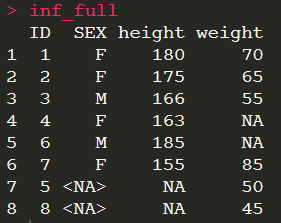 > inf_full
ID SEX height weight
1 1 F 180 70
2 2 F 175 65
3 3 M 166 55
4 4 F 163 NA
5 6 M 185 NA
6 7 F 155 85
7 5 <NA> NA 50
8 8 <NA> NA 45